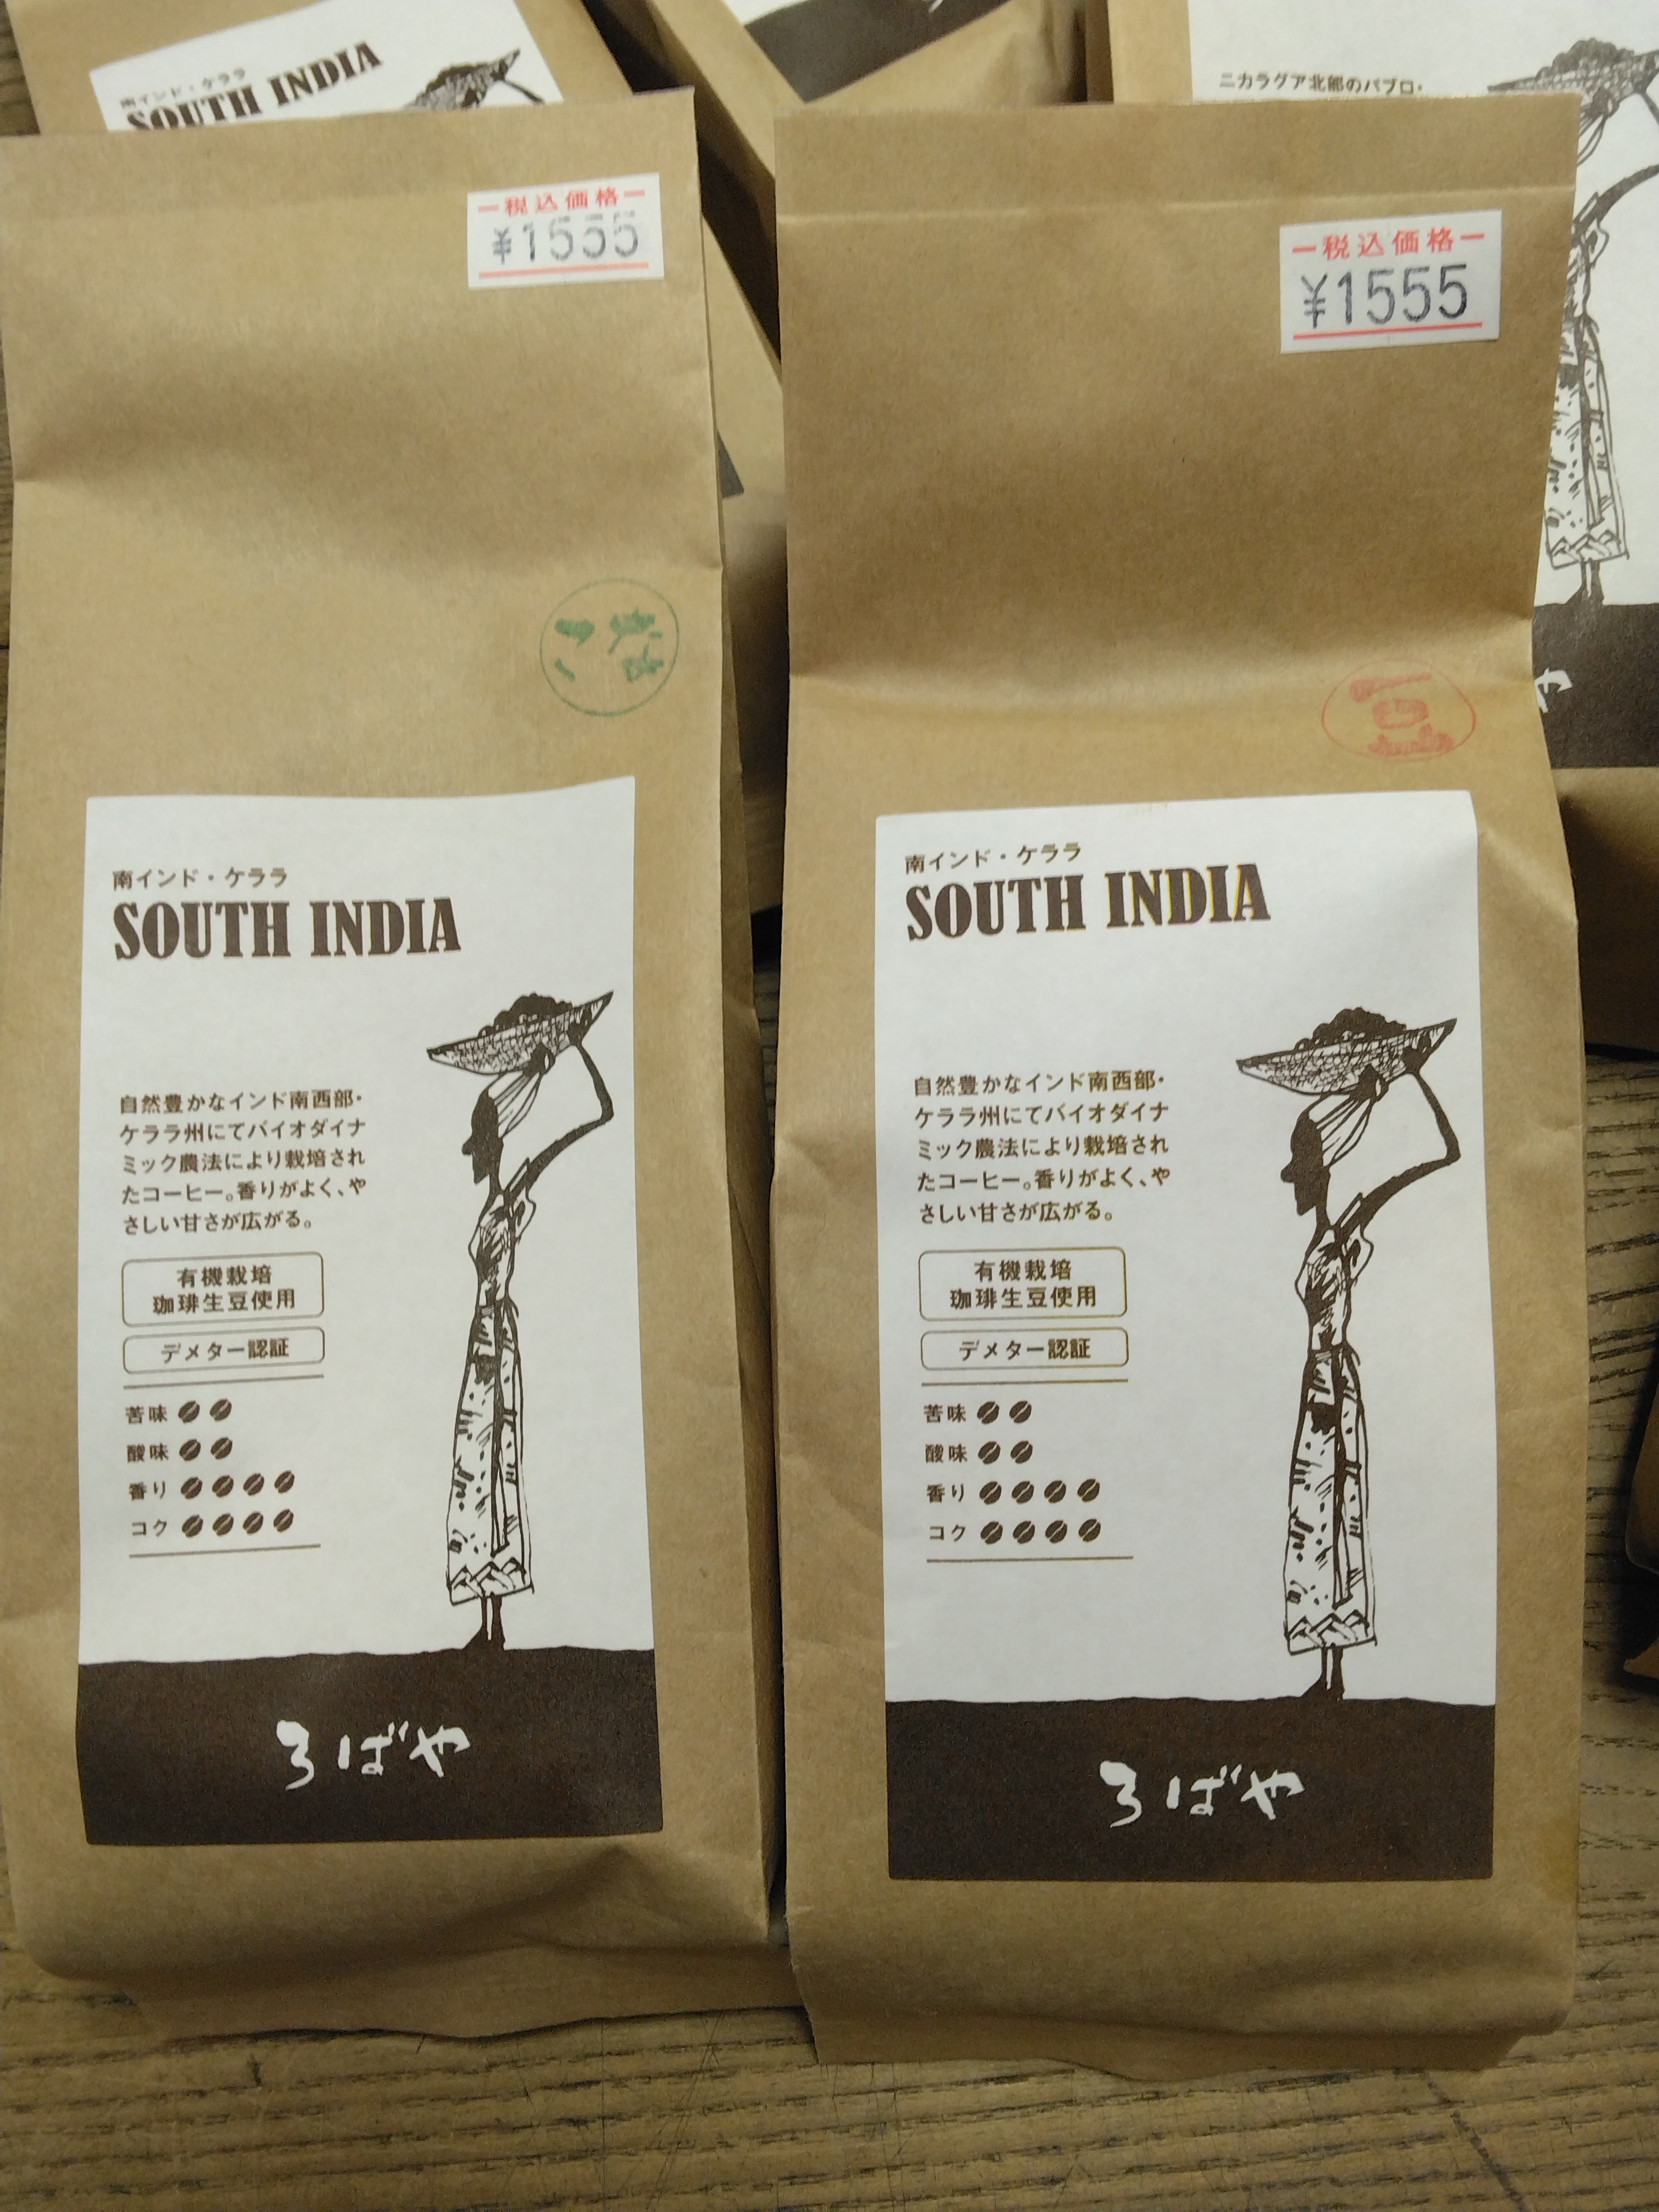 南インド・ケララ
SOUTH INDIA
ニカラグア北部のパブロ・
税込価格
¥1555
南インド・ケララ
SOUTH INDIA
自然豊かなインド南西部・
ケララ州にてバイオダイナ
ミック農法により栽培され
たコーヒー。香りがよく、や
さしい甘さが広がる。
有機栽培
珈琲生豆使用
デメター認証
苦味
酸味
香り
コク
ろばや
税込価格
¥1555
豆
南インド・ケララ
SOUTH INDIA
自然豊かなインド南西部・
ケララ州にてバイオダイナ
ミック農法により栽培され
たコーヒー。香りがよく、や
さしい甘さが広がる。
有機栽培
珈琲生豆使用
デメター認証
苦味
酸味
香り
コク
ろばや
や